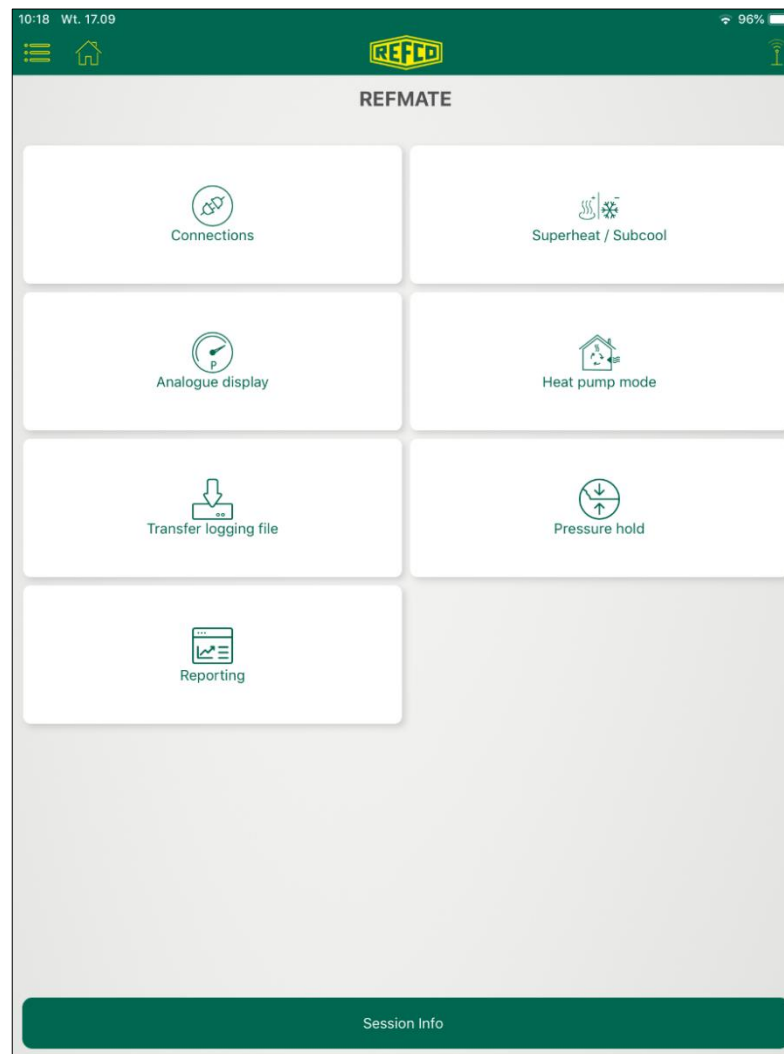 10:18 Wt. 17.09 96%
REFCO
REFMATE
Connections
Superheat / Subcool
Analogue display
P
Heat pump mode
Transfer logging file
Pressure hold
Reporting
Session Info